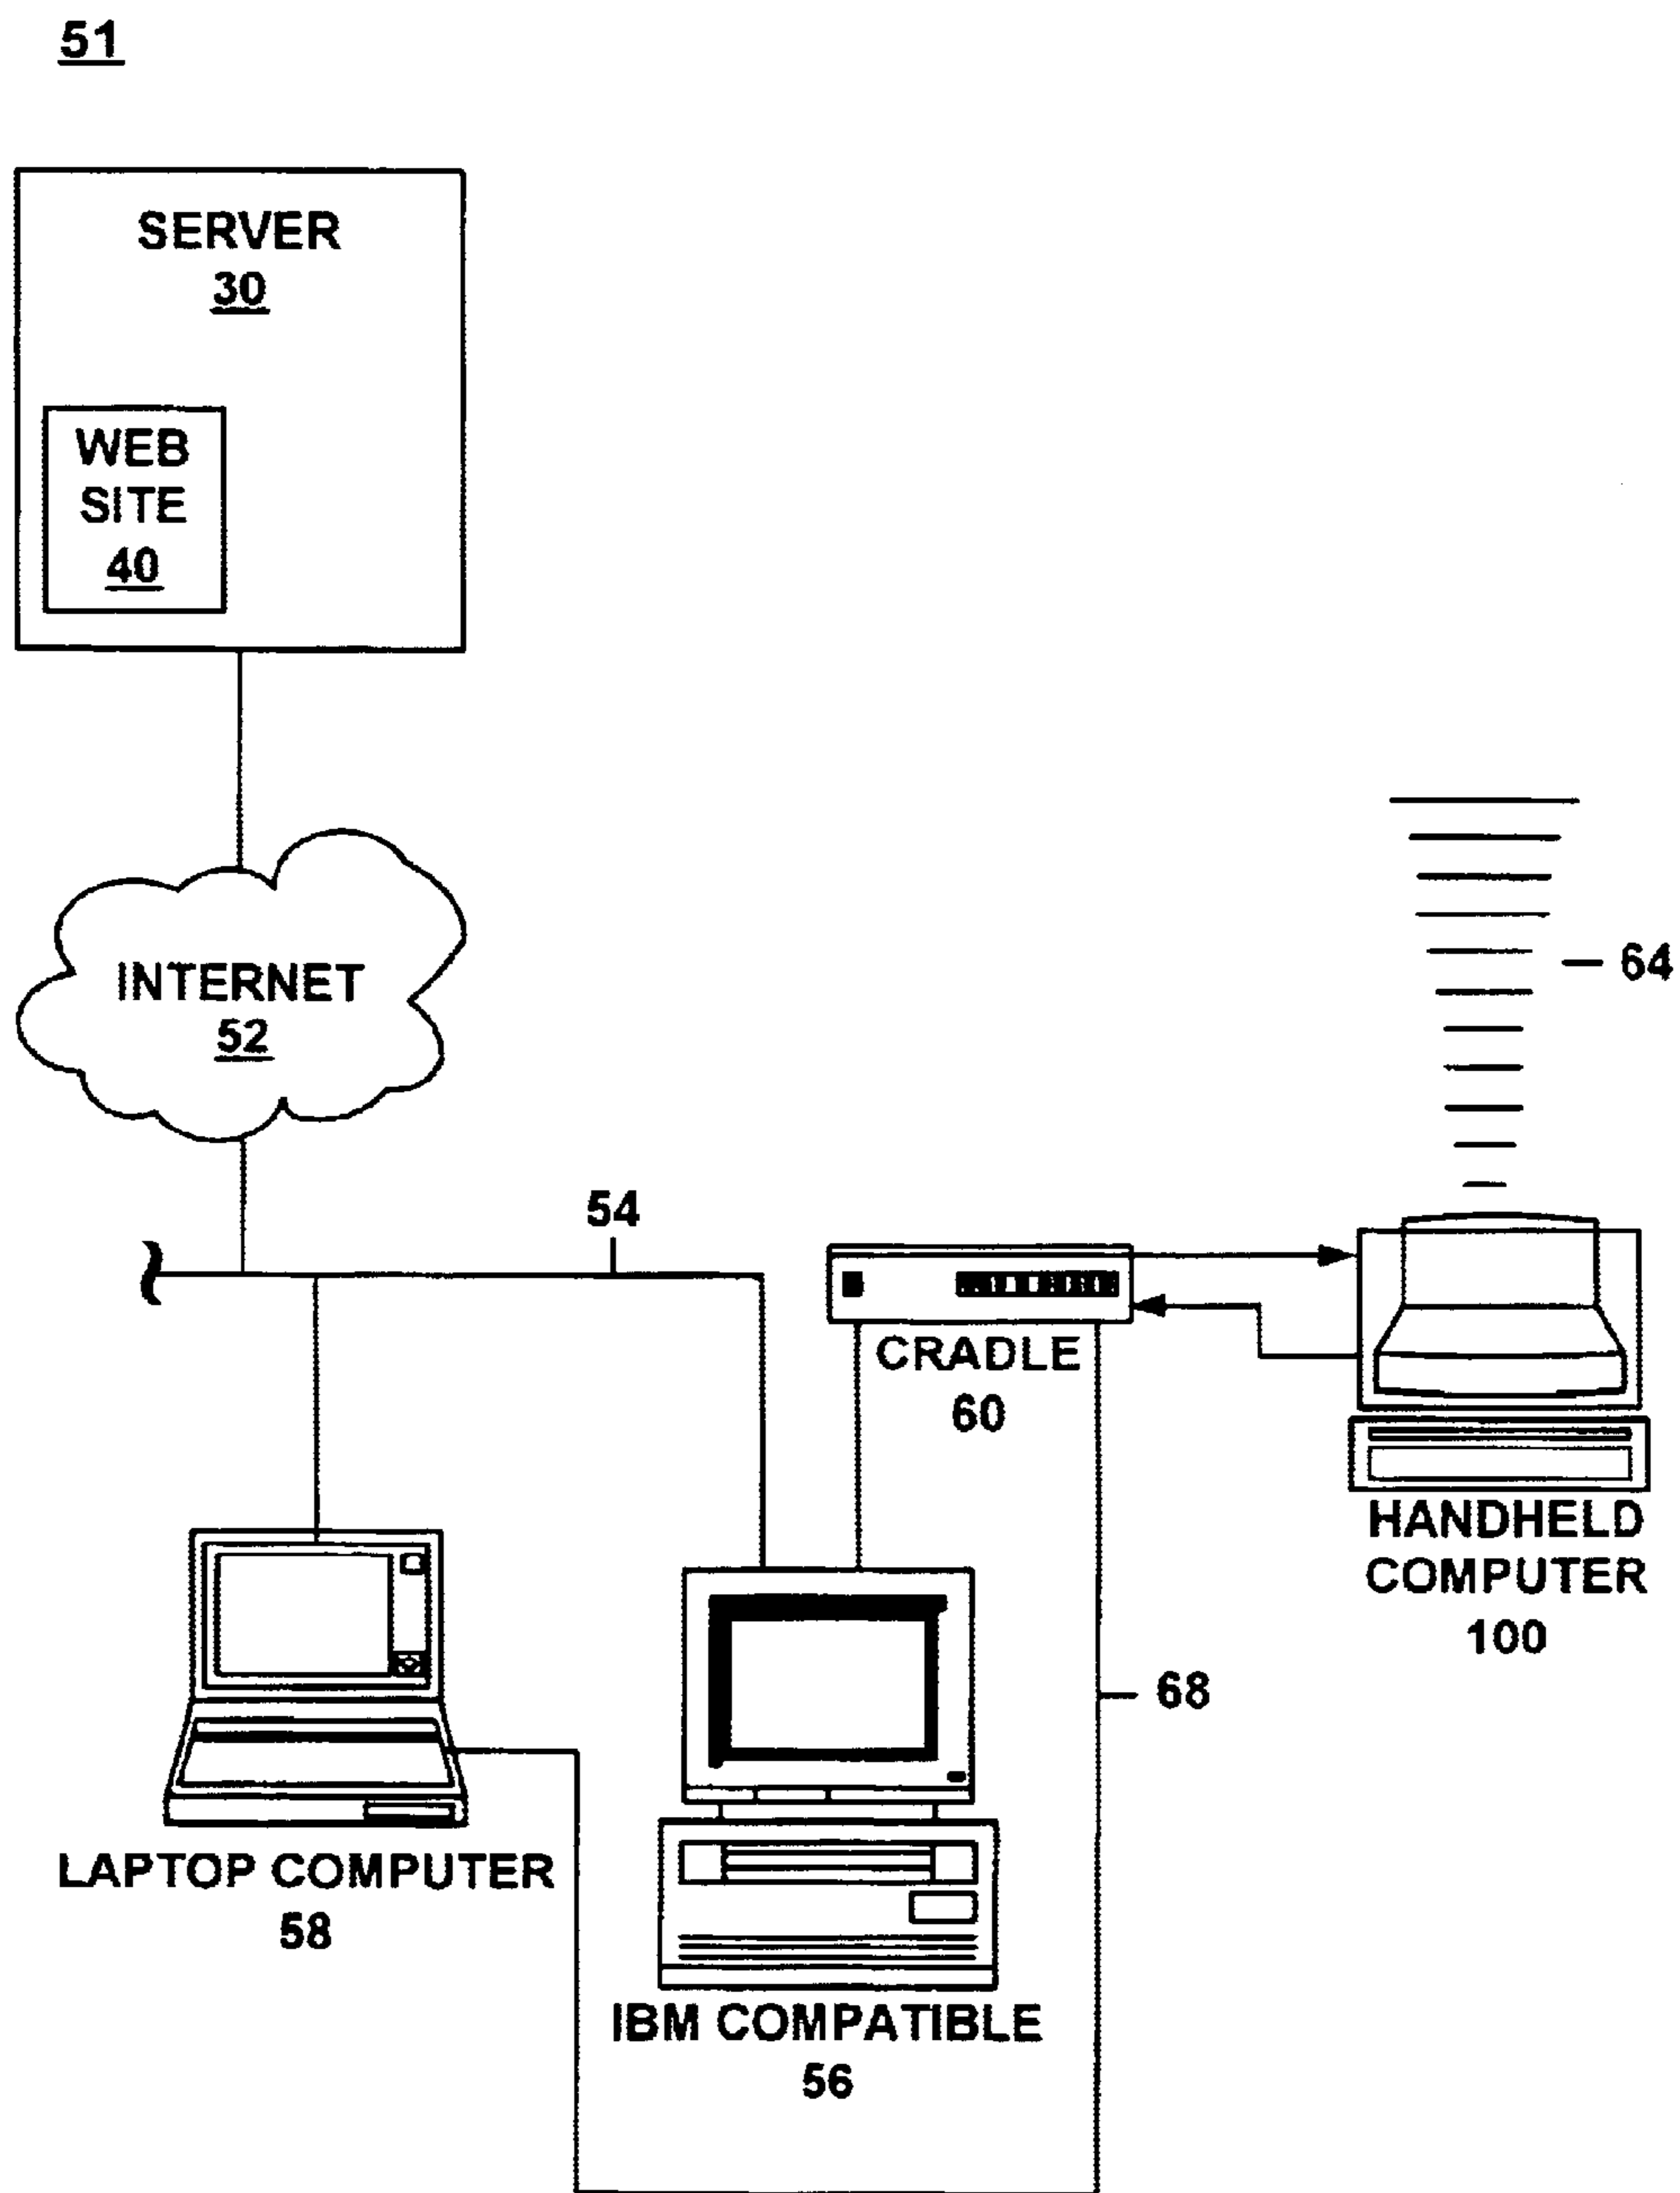 51
SERVER
30
WEB
SITE
40
INTERNET
52
64
54
CRADLE
60
HANDHELD
COMPUTER
100
68
LAPTOP COMPUTER
58
IBM COMPATIBLE
56